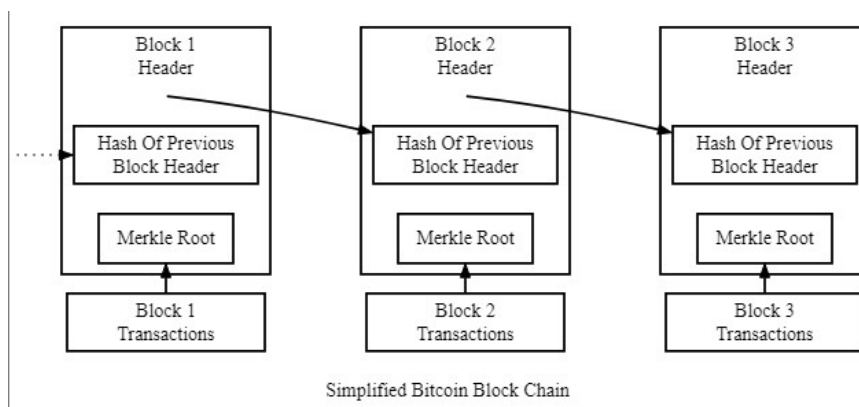 Block 1
Header
Block 2
Header
Block 3
Header
Hash Of Previous
Block Header
Hash Of Previous
Block Header
Hash Of Previous
Block Header
Merkle Root
Merkle Root
Merkle Root
Block 1
Transactions
Block 2
Transactions
Block 3
Transactions
Simplified Bitcoin Block Chain